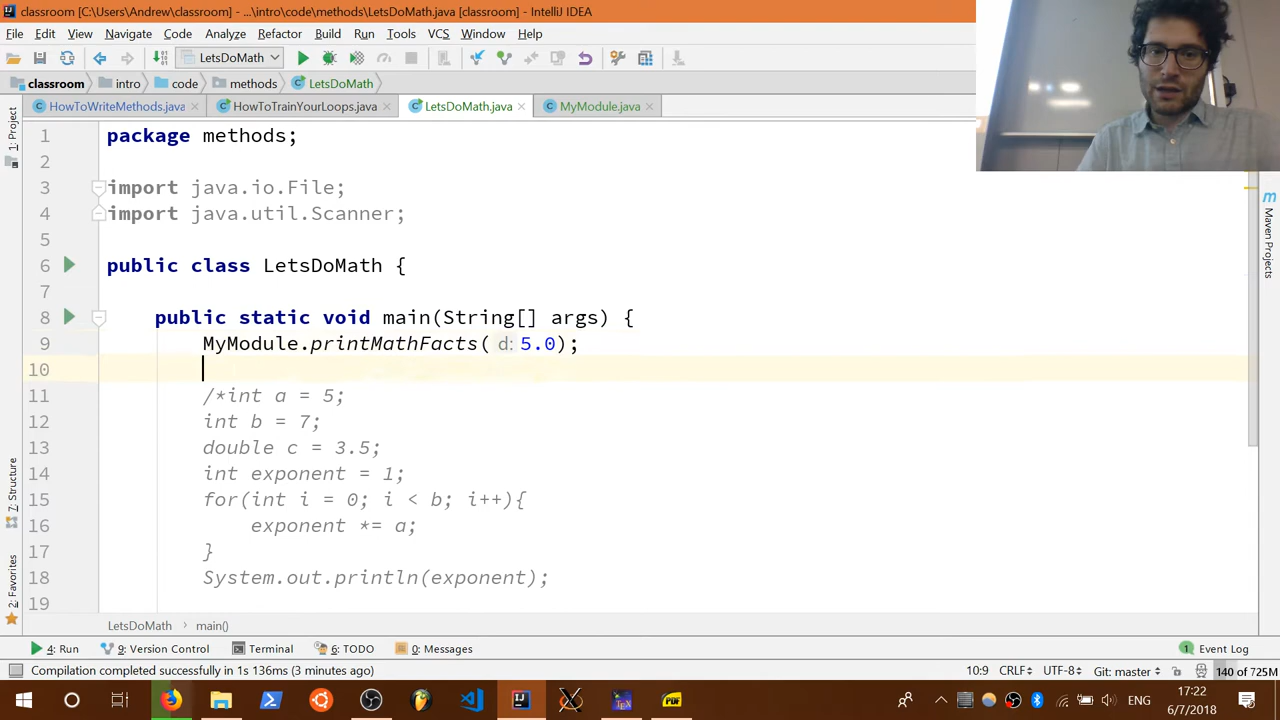 classroom [C:\Users\Andrew\classroom] - ...\intro\code\methods\LetsDoMath.java [classroom] - IntelliJ IDEA
File Edit View Navigate Code Analyze Refactor Build Run Tools VCS Window Help
LetsDoMath
classroom intro code methods LetsDoMath
HowToWriteMethods.java HowToTrainYourLoops.java LetsDoMath.java MyModule.java
1: Project
7: Structure
2: Favorites
Maven Projects
1 package methods;
2
3 import java.io.File;
4 import java.util.Scanner;
5
6 public class LetsDoMath {
7
8 public static void main(String[] args) {
9 MyModule.printMathFacts( d: 5.0);
10
11 /*int a = 5;
12 int b = 7;
13 double c = 3.5;
14 int exponent = 1;
15 for(int i = 0; i < b; i++){
16 exponent *= a;
17 }
18 System.out.println(exponent);
19
LetsDoMath › main()
4: Run 9: Version Control Terminal 6: TODO 0: Messages 1 Event Log
Compilation completed successfully in 1s 136ms (3 minutes ago) 10:9 CRLF÷ UTF-8÷ Git: master÷ 140 of 725M
ENG 17:22
6/7/2018